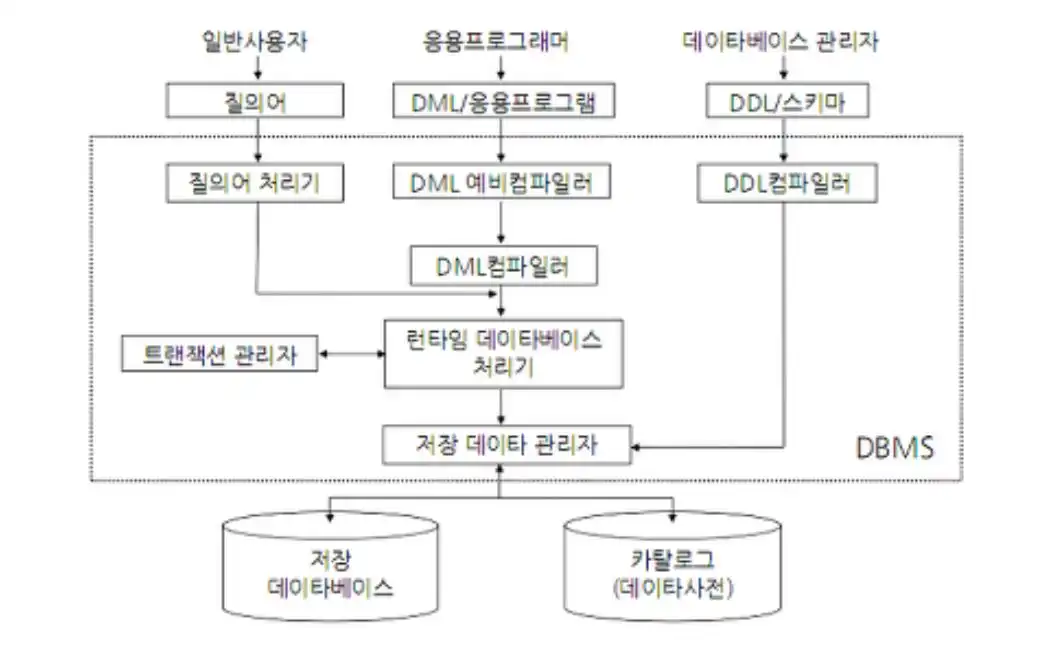 일반사용자
응용프로그래머
데이타베이스 관리자
질의어
DML/응용프로그램
DDL/스키마
질의어 처리기
DML 예비컴파일러
DDL컴파일러
DML컴파일러
런타임 데이타베이스
처리기
트랜잭션 관리자
저장 데이타 관리자
DBMS
저장
데이타베이스
카탈로그
(데이타사전)